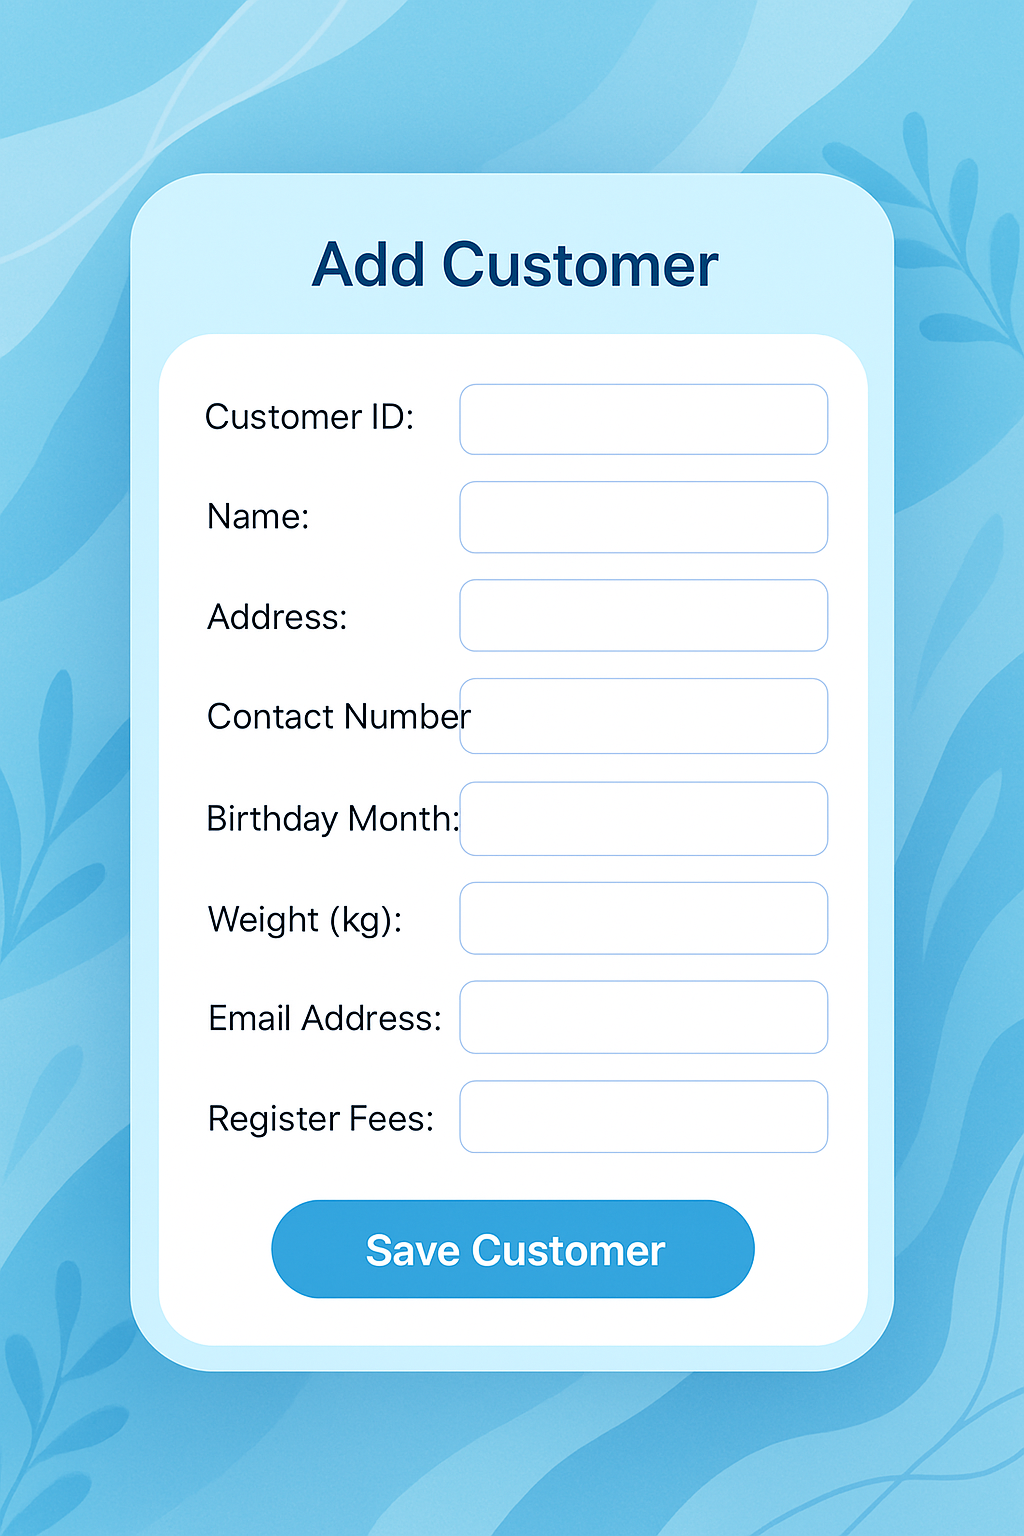 Add Customer
Customer ID:
Name:
Address:
Contact Number
Birthday Month:
Weight (kg):
Email Address:
Register Fees:
Save Customer